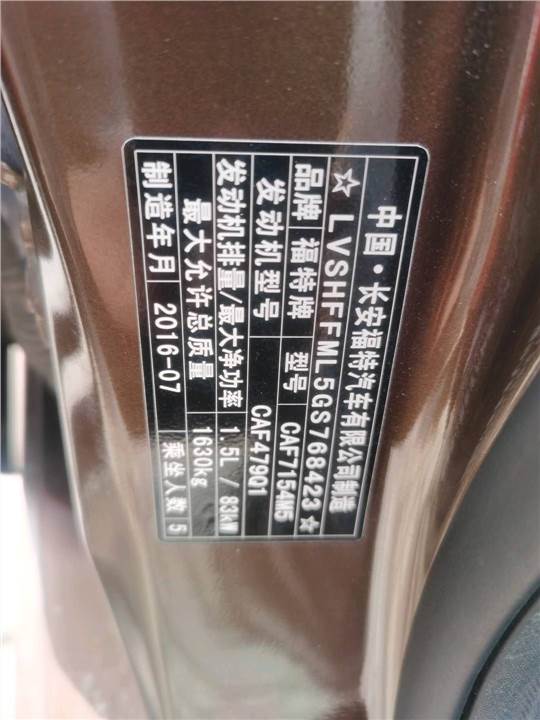 中国·长安福特汽车有限公司制造
☆LVSHFFML5GS768423☆
品牌 福特牌 型号 CAF7154M5
发动机型号 CAF479Q1
发动机排量/最大净功率 1.5L / 83kW
最大允许总质量 1630kg
制造年月 2016-07 乘坐人数 5